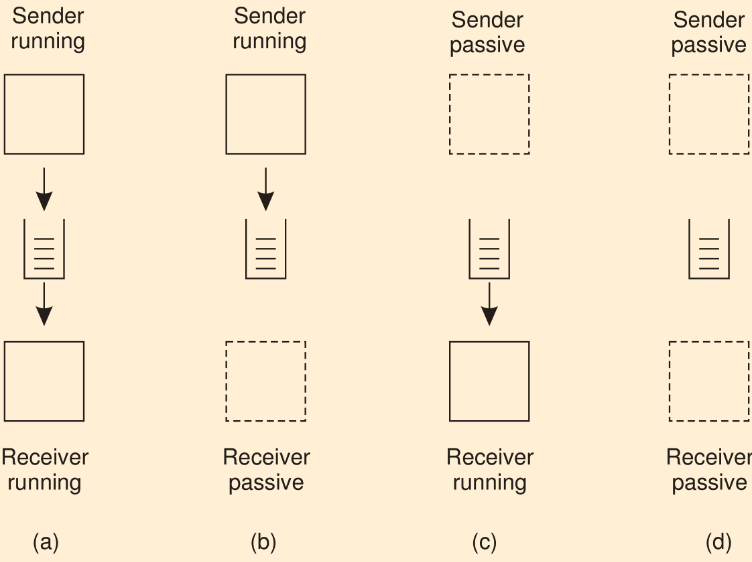 Sender
running
Sender
running
Sender
passive
Sender
passive
Receiver
running
Receiver
passive
Receiver
running
Receiver
passive
(a)
(b)
(c)
(d)